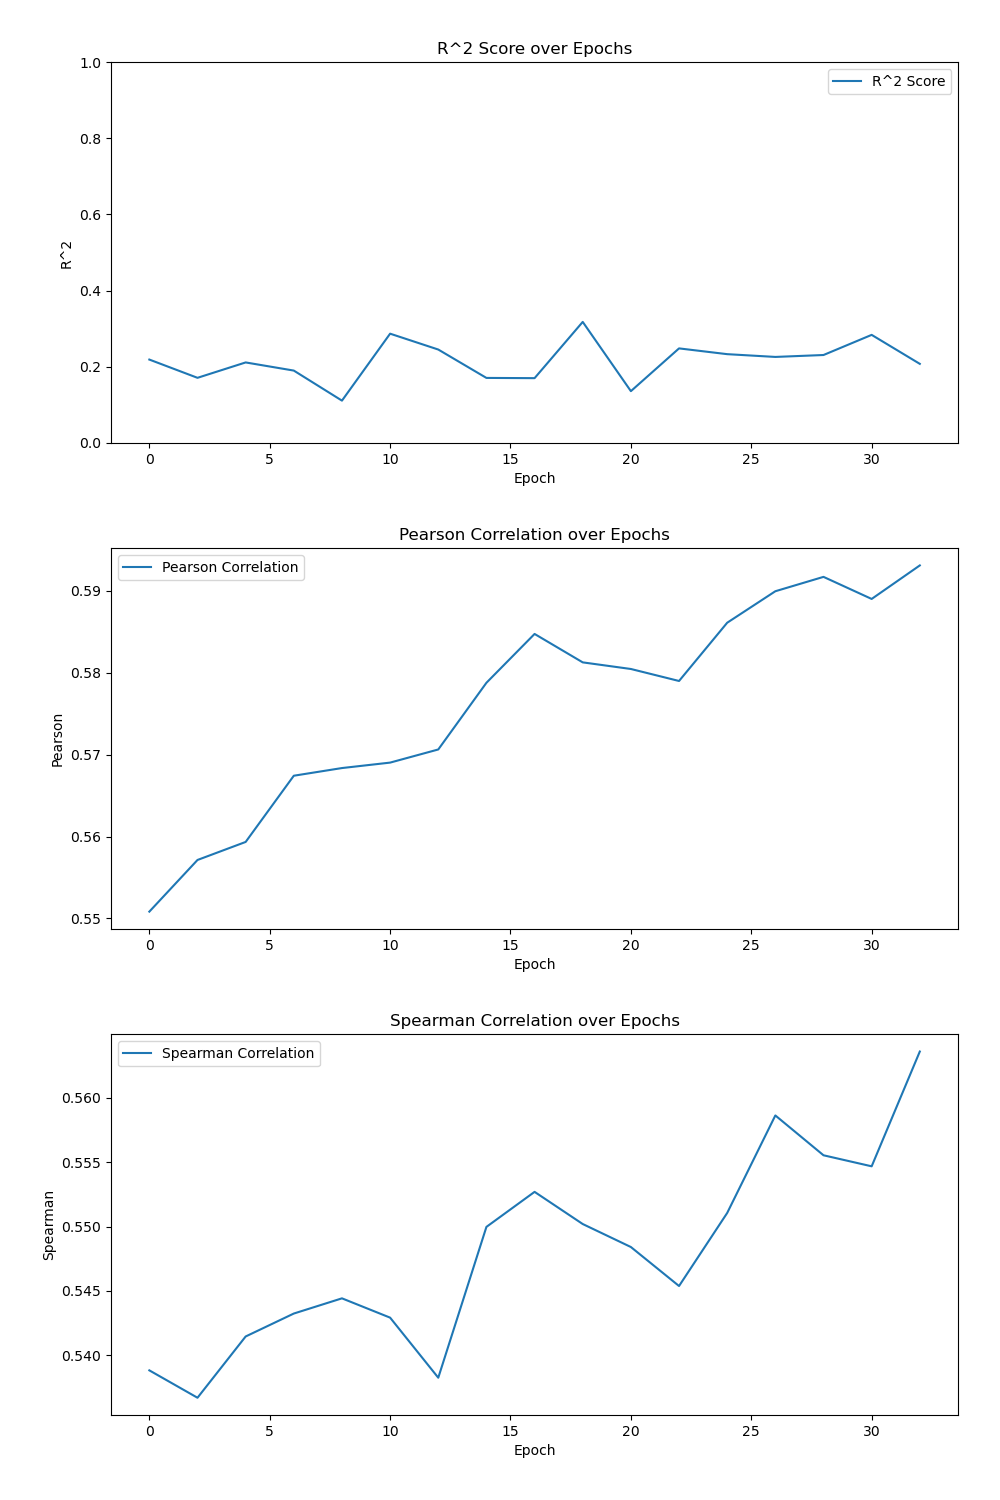 R^2 Score over Epochs
R^2 Score
1.0
0.8
0.6
0.4
0.2
0.0
R^2
0 5 10 15 20 25 30
Epoch
Pearson Correlation over Epochs
Pearson Correlation
0.59
0.58
0.57
0.56
0.55
Pearson
0 5 10 15 20 25 30
Epoch
Spearman Correlation over Epochs
Spearman Correlation
0.560
0.555
0.550
0.545
0.540
Spearman
0 5 10 15 20 25 30
Epoch